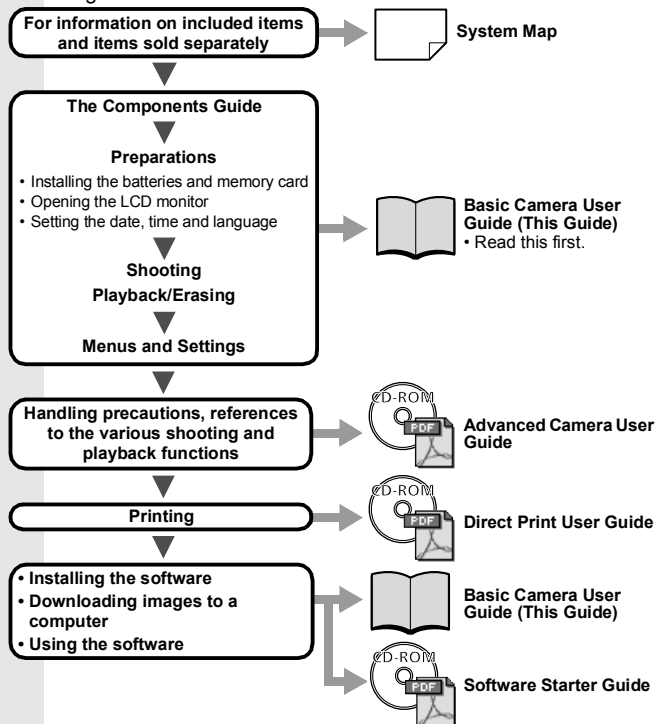 For information on included items
and items sold separately
System Map
The Components Guide
Preparations
• Installing the batteries and memory card
• Opening the LCD monitor
• Setting the date, time and language
Shooting
Playback/Erasing
Menus and Settings
Basic Camera User
Guide (This Guide)
• Read this first.
Handling precautions, references
to the various shooting and
playback functions
CD-ROM
PDF
Advanced Camera User
Guide
Printing
CD-ROM
PDF
Direct Print User Guide
• Installing the software
• Downloading images to a
computer
• Using the software
Basic Camera User
Guide (This Guide)
CD-ROM
PDF
Software Starter Guide